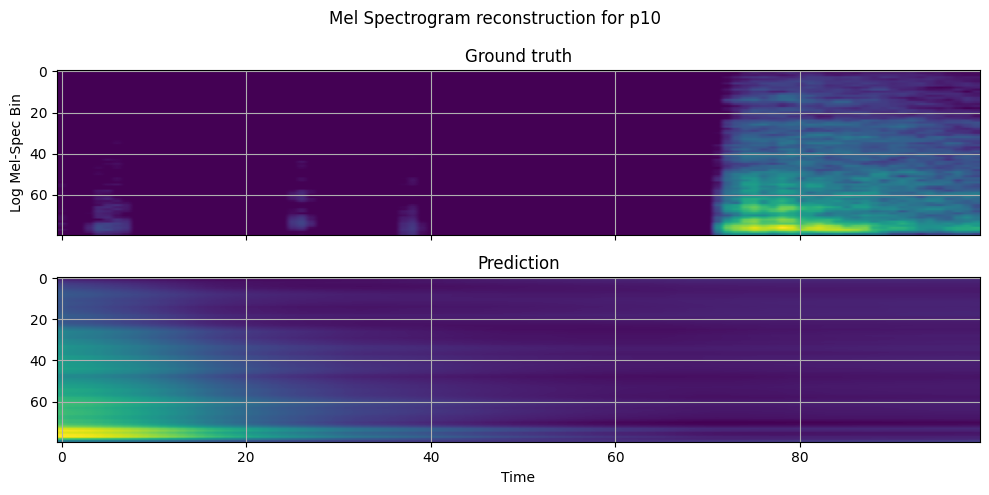 Mel Spectrogram reconstruction for p10
Ground truth
Log Mel-Spec Bin
0
20
40
60
Prediction
0
20
40
60
0 20 40 60 80
Time